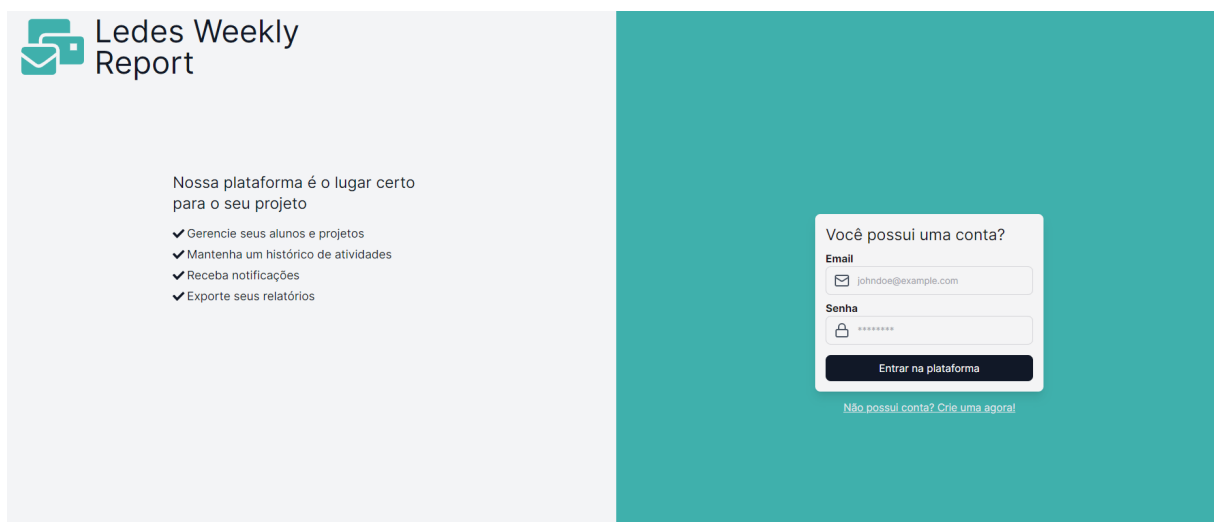 Ledes Weekly
Report
Nossa plataforma é o lugar certo
para o seu projeto
Gerencie seus alunos e projetos
Mantenha um histórico de atividades
Receba notificações
Exporte seus relatórios
Você possui uma conta?
Email
johndoe@example.com
Senha
********
Entrar na plataforma
Não possui conta? Crie uma agora!